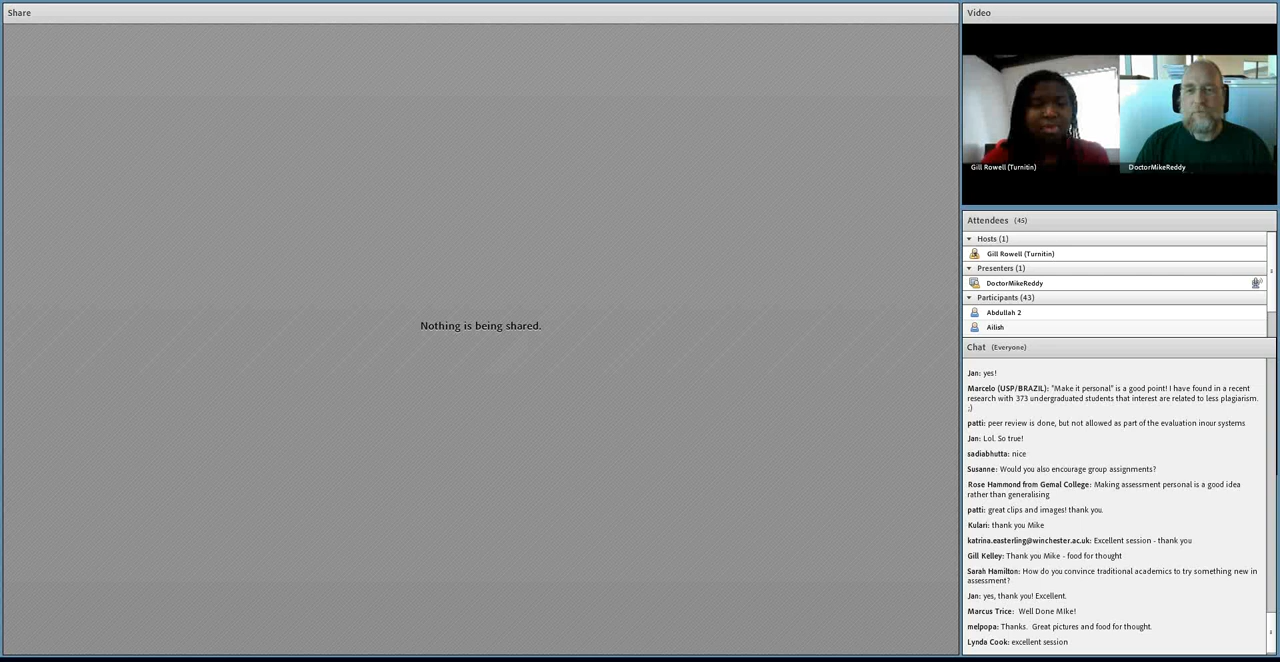 Share
Nothing is being shared.
Video
Gill Rowell (Turnitin)
DoctorMikeReddy
Attendees (45)
Hosts (1)
Gill Rowell (Turnitin)
Presenters (1)
DoctorMikeReddy
Participants (43)
Abdullah 2
Ailish
Chat (Everyone)
Jan: yes!
Marcelo (USP/BRAZIL): "Make it personal" is a good point! I have found in a recent
research with 373 undergraduated students that interest are related to less plagiarism.
;)
patti: peer review is done, but not allowed as part of the evaluation inour systems
Jan: Lol. So true!
sadiabhutta: nice
Susanne: Would you also encourage group assignments?
Rose Hammond from Gemal College: Making assessment personal is a good idea
rather than generalising
patti: great clips and images! thank you.
Kulari: thank you Mike
katrina.easterling@winchester.ac.uk: Excellent session - thank you
Gill Kelley: Thank you Mike - food for thought
Sarah Hamilton: How do you convince traditional academics to try something new in
assessment?
Jan: yes, thank you! Excellent.
Marcus Trice: Well Done MIke!
melpopa: Thanks. Great pictures and food for thought.
Lynda Cook: excellent session